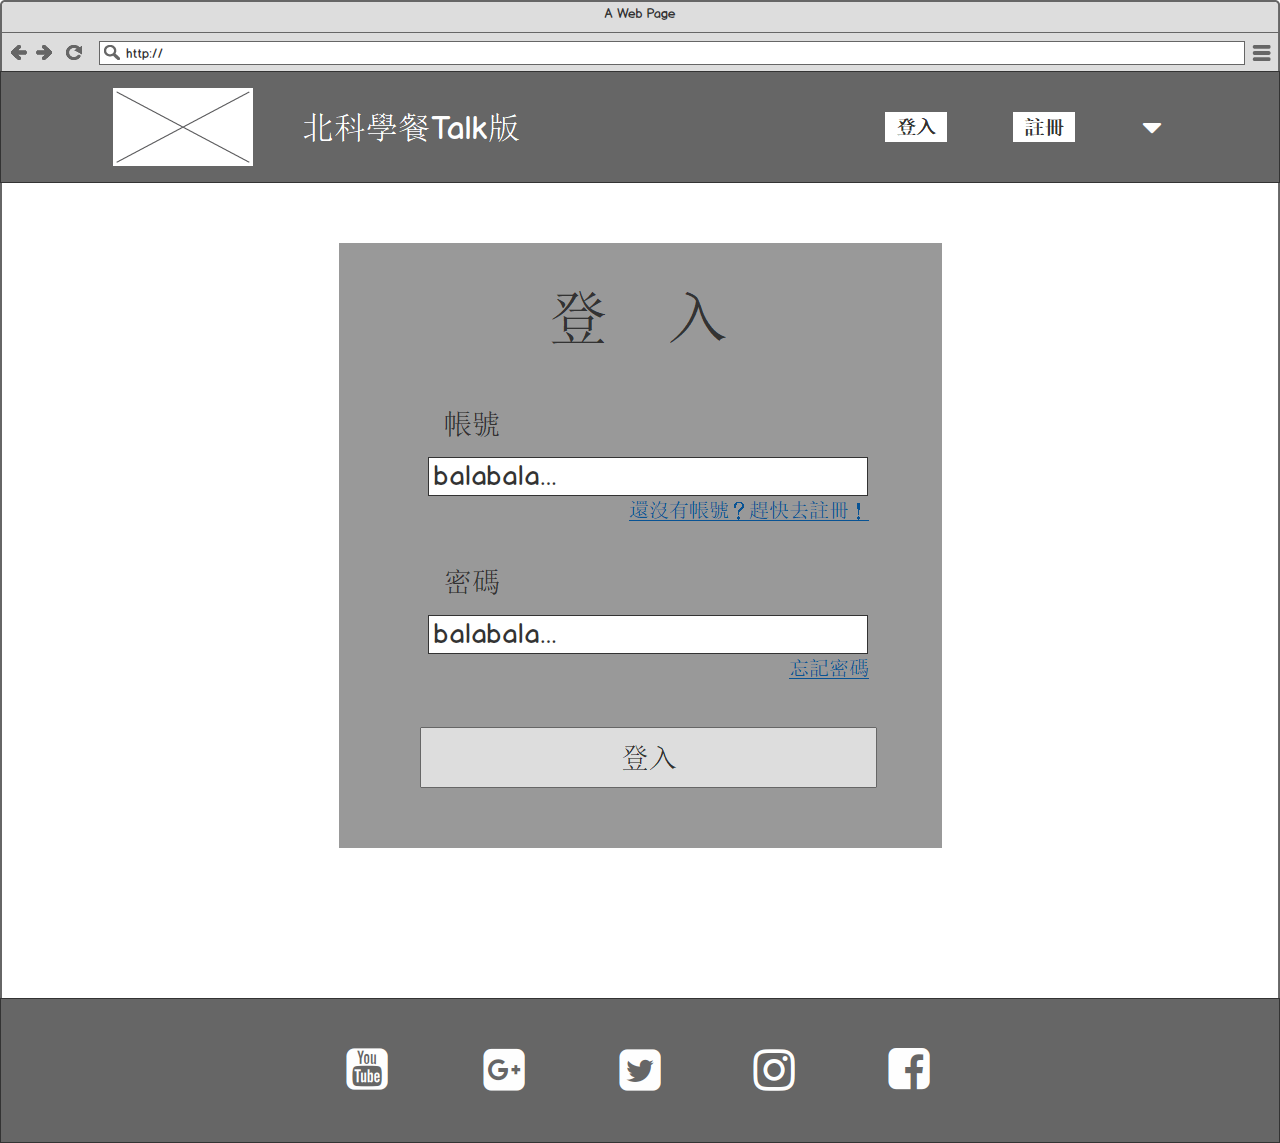 A Web Page
http://
北科學餐Talk版
登入
註冊
登 入
帳號
balabala...
還沒有帳號？趕快去註冊！
密碼
balabala...
忘記密碼
登入
You
Tube
G+